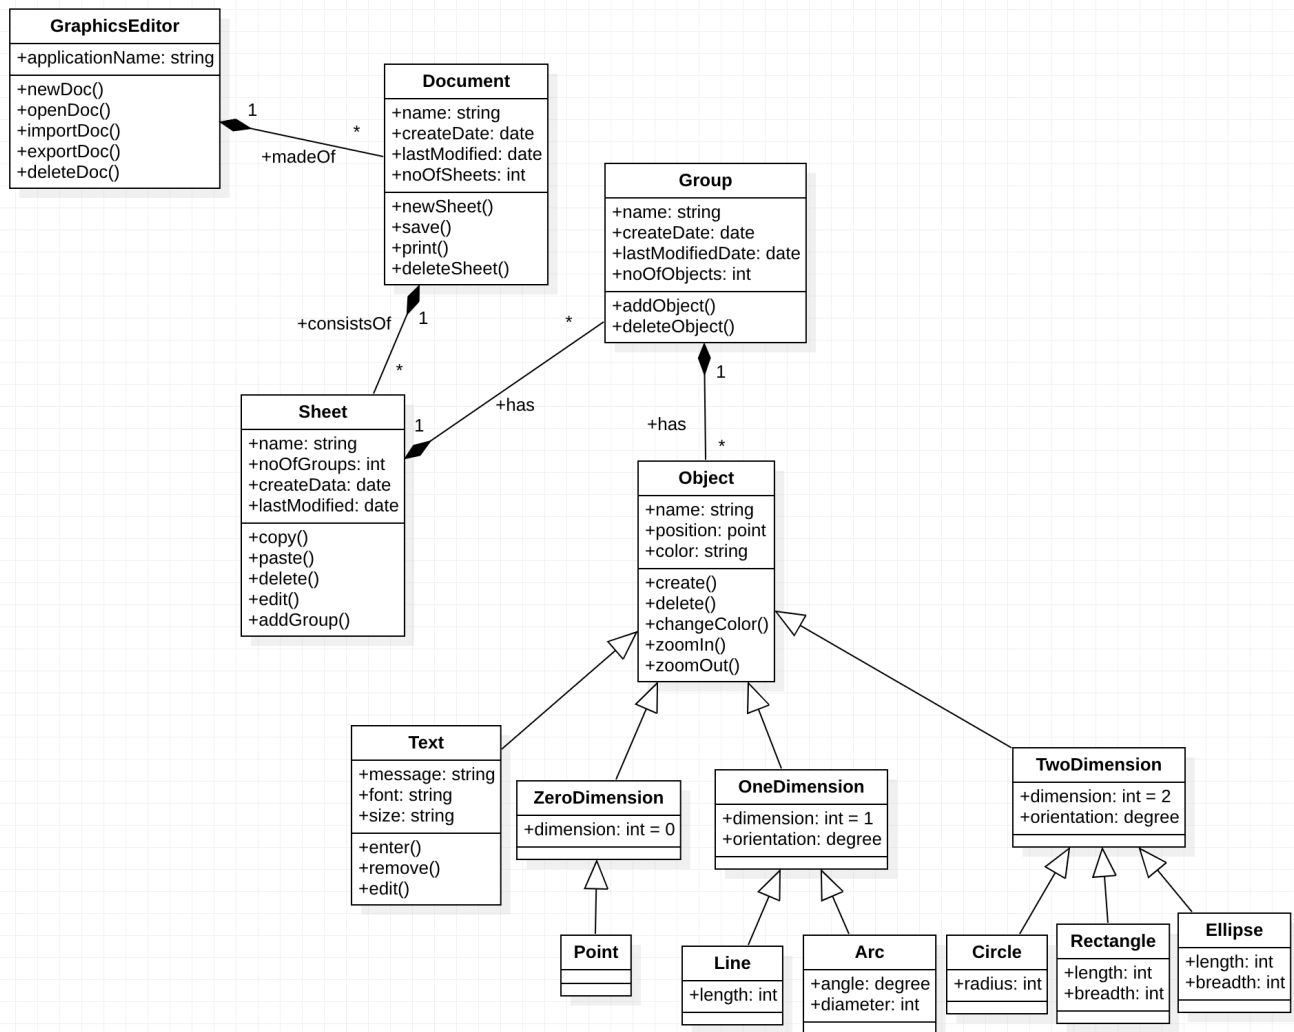 GraphicsEditor
+applicationName: string
+newDoc()
+openDoc()
+importDoc()
+exportDoc()
+deleteDoc()
1
*
+madeOf
Document
+name: string
+createDate: date
+lastModified: date
+noOfSheets: int
+newSheet()
+save()
+print()
+deleteSheet()
+consistsOf
1
*
Group
+name: string
+createDate: date
+lastModifiedDate: date
+noOfObjects: int
+addObject()
+deleteObject()
*
+has
1
Sheet
+name: string
+noOfGroups: int
+createData: date
+lastModified: date
+copy()
+paste()
+delete()
+edit()
+addGroup()
1
+has
*
Object
+name: string
+position: point
+color: string
+create()
+delete()
+changeColor()
+zoomIn()
+zoomOut()
Text
+message: string
+font: string
+size: string
+enter()
+remove()
+edit()
ZeroDimension
+dimension: int = 0
OneDimension
+dimension: int = 1
+orientation: degree
TwoDimension
+dimension: int = 2
+orientation: degree
Point
Line
+length: int
Arc
+angle: degree
+diameter: int
Circle
+radius: int
Rectangle
+length: int
+breadth: int
Ellipse
+length: int
+breadth: int